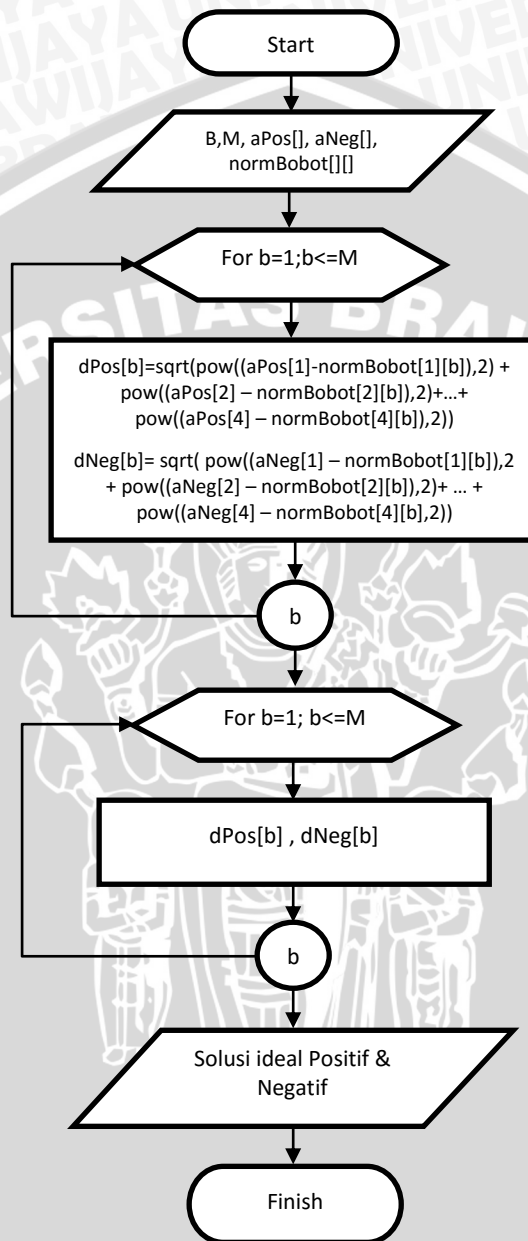 Start
B,M, aPos[], aNeg[],
normBobot[][]
For b=1;b<=M
dPos[b]=sqrt(pow((aPos[1]-normBobot[1][b]),2) +
pow((aPos[2] – normBobot[2][b]),2)+...+
pow((aPos[4] – normBobot[4][b]),2))
dNeg[b]= sqrt( pow((aNeg[1] – normBobot[1][b]),2
+ pow((aNeg[2] – normBobot[2][b]),2)+ ... +
pow((aNeg[4] – normBobot[4][b],2))
b
For b=1; b<=M
dPos[b] , dNeg[b]
b
Solusi ideal Positif &
Negatif
Finish